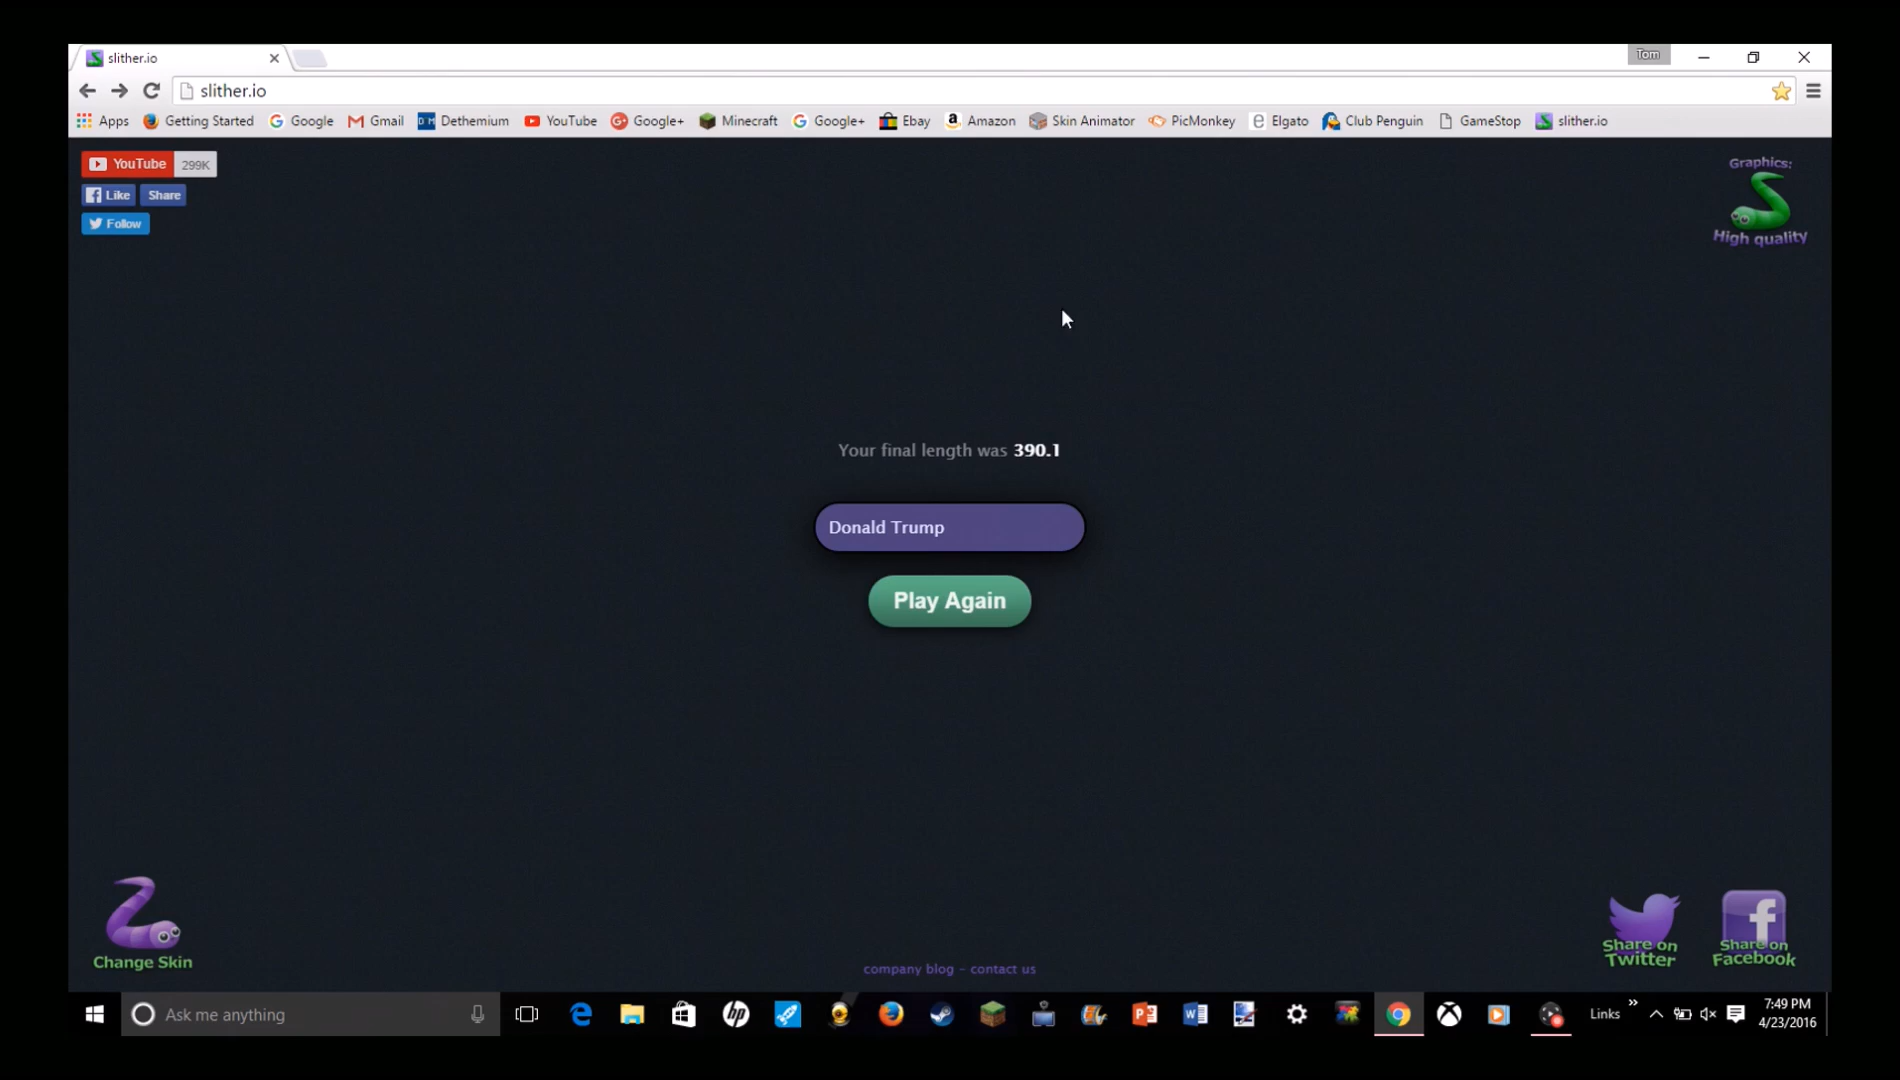 slither.io
Tom
slither.io
Apps Getting Started Google Gmail Dethemium YouTube Google+ Minecraft Google+ Ebay Amazon Skin Animator PicMonkey Elgato Club Penguin GameStop slither.io
YouTube 299K
Like Share
Follow
Graphics:
High quality
Your final length was 390.1
Donald Trump
Play Again
Change Skin
company blog - contact us
Share on
Twitter
Share on
Facebook
Ask me anything
Links
7:49 PM
4/23/2016